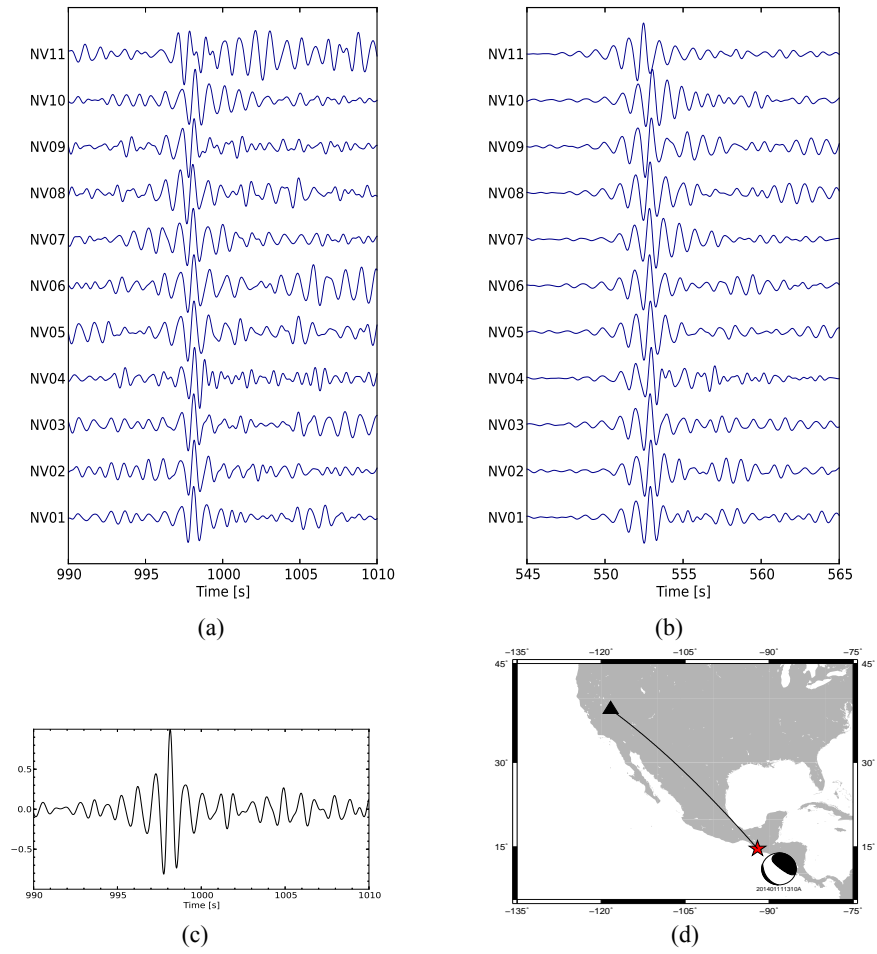 NV11
NV10
NV09
NV08
NV07
NV06
NV05
NV04
NV03
NV02
NV01
990 995 1000 1005 1010
Time [s]
(a)
NV11
NV10
NV09
NV08
NV07
NV06
NV05
NV04
NV03
NV02
NV01
545 550 555 560 565
Time [s]
(b)
0.5
0.0
−0.5
990 995 1000 1005 1010
Time [s]
(c)
−135° −120° −105° −90° −75°
45° 45°
30° 30°
15° 15°
201401111310A
−135° −120° −105° −90° −75°
(d)